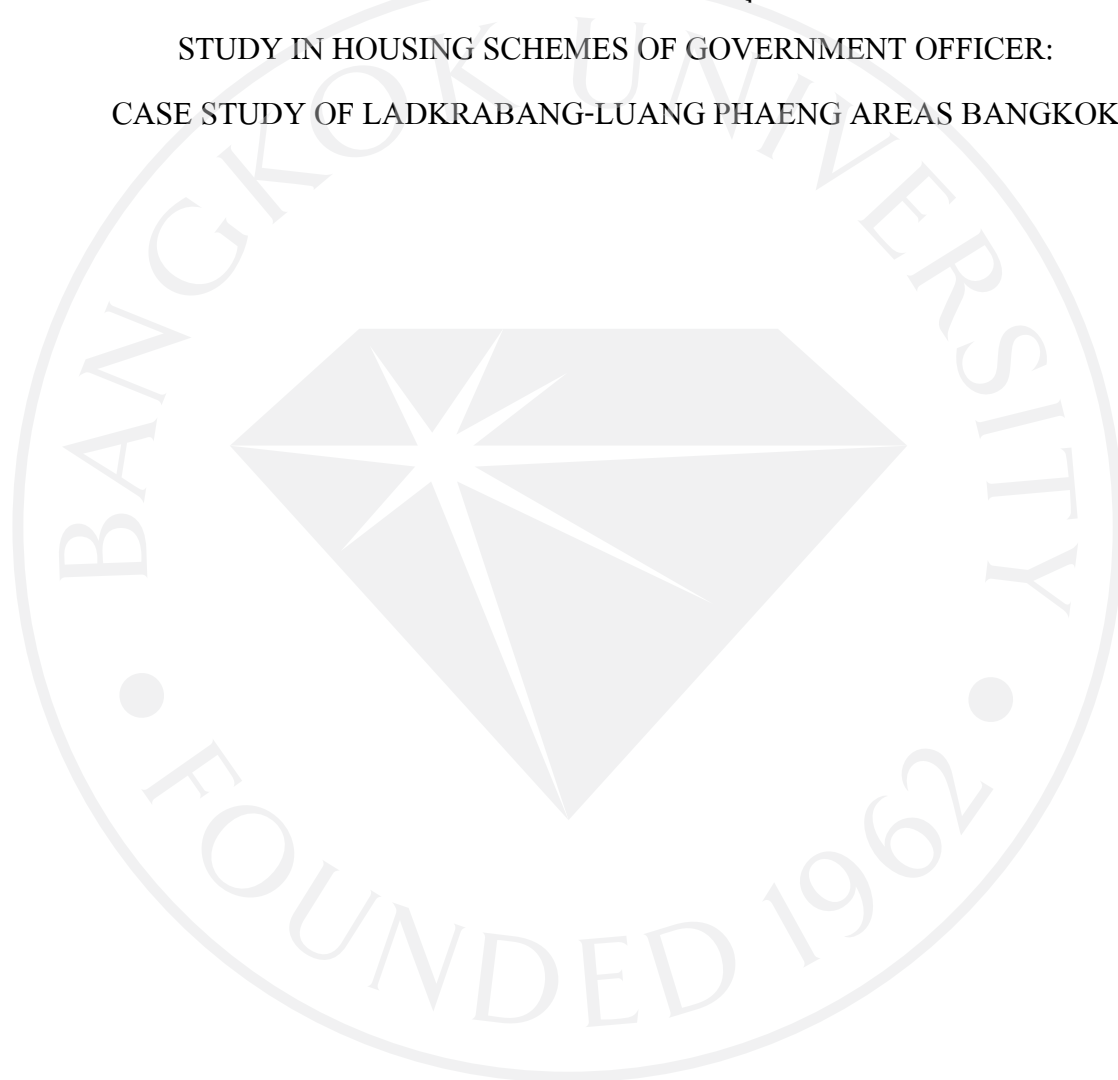 STUDY IN HOUSING SCHEMES OF GOVERNMENT OFFICER:
CASE STUDY OF LADKRABANG-LUANG PHAENG AREAS BANGKOK
BANGKOK UNIVERSITY
FOUNDED 1962